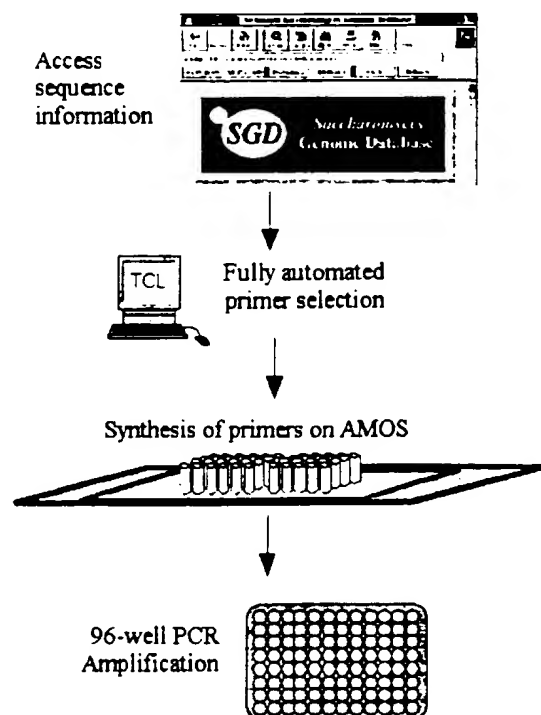 Access
sequence
information
SGD
Saccharomyces
Genome Database
TCL
Fully automated
primer selection
Synthesis of primers on AMOS
96-well PCR
Amplification